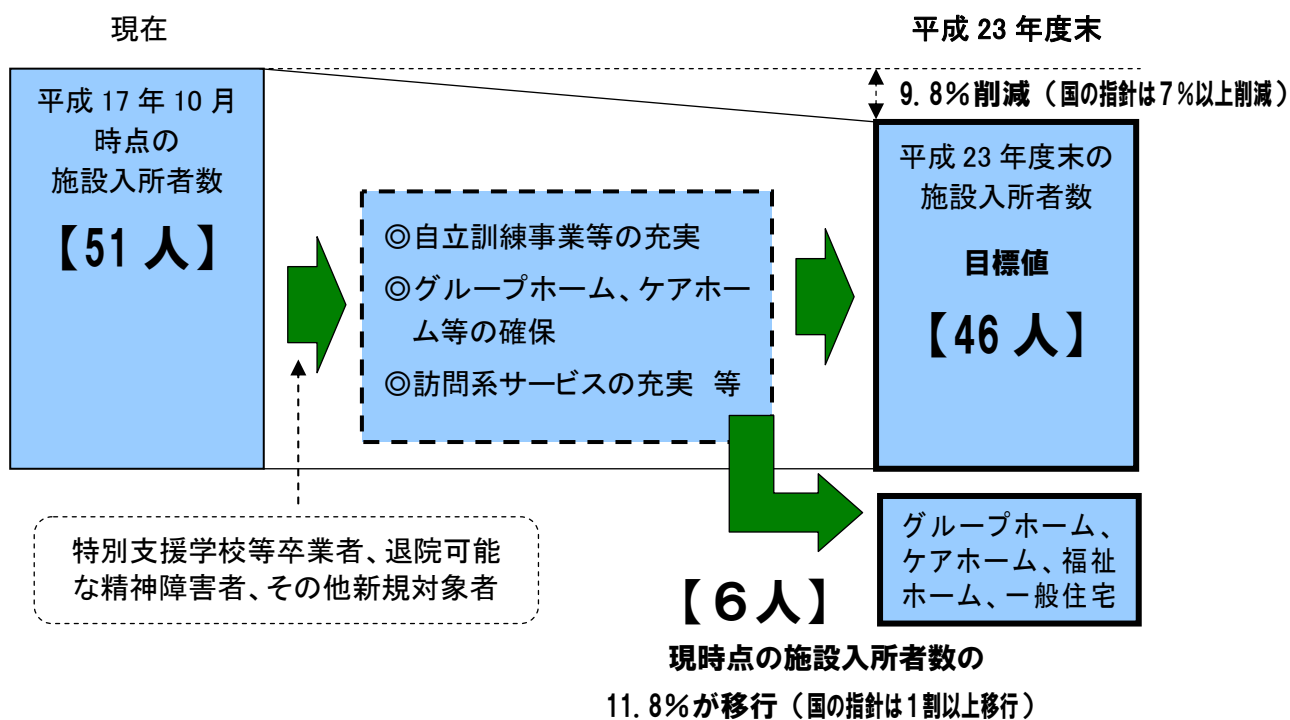 現在
平成 23 年度末
9.8%削減（国の指針は7%以上削減）
平成 17 年 10 月
時点の
施設入所者数
【51 人】
◎自立訓練事業等の充実
◎グループホーム、ケアホー
ム等の確保
◎訪問系サービスの充実　等
平成 23 年度末の
施設入所者数
目標値
【46 人】
特別支援学校等卒業者、退院可能
な精神障害者、その他新規対象者
グループホーム、
ケアホーム、福祉
ホーム、一般住宅
【６人】
現時点の施設入所者数の
11.8%が移行（国の指針は1割以上移行）